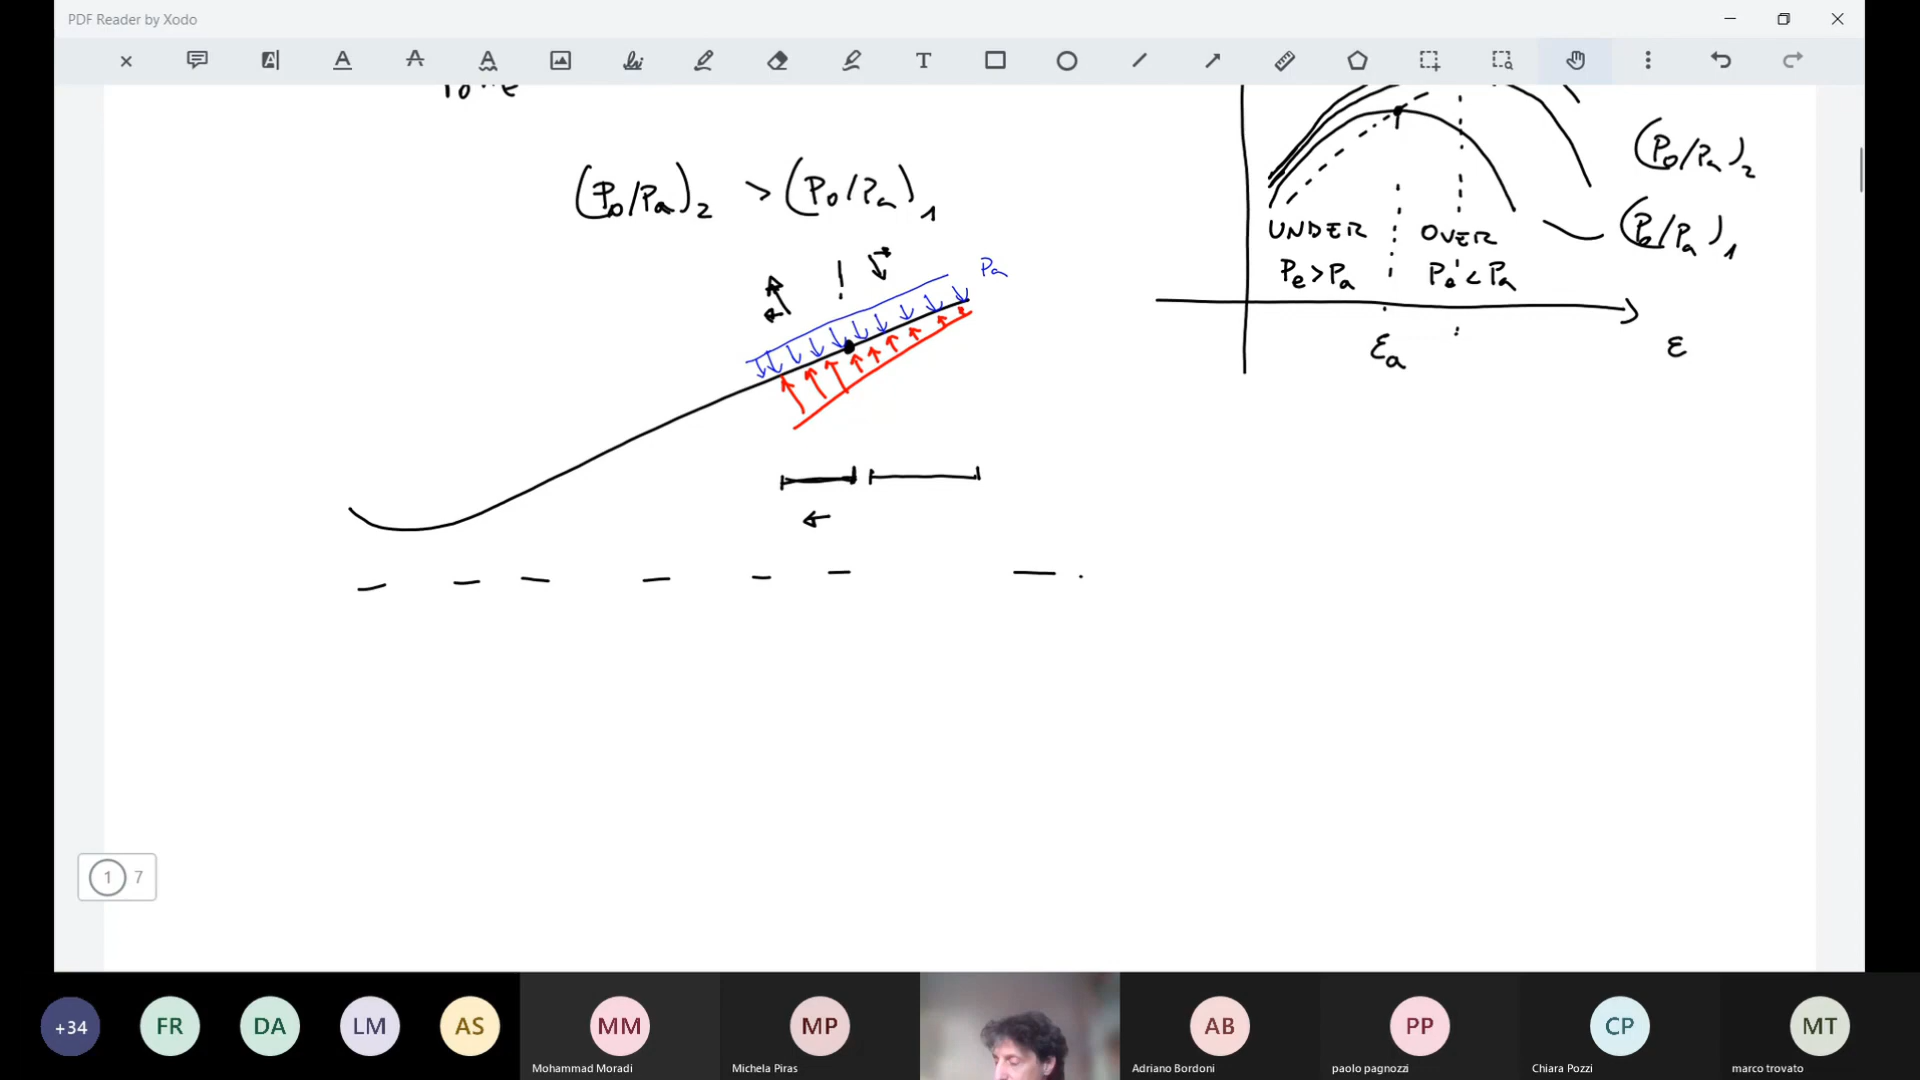 PDF Reader by Xodo
(P₀/Pa)₂ > (P₀/Pa)₁
Pa
(P₀/Pa)₂
(P₀/Pa)₁
UNDER OVER
Pe > Pa Pe < Pa
εa
ε
1 7
+34 FR DA LM AS MM MP AB PP CP MT
Mohammad Moradi Michela Piras Adriano Bordoni paolo pagnozzi Chiara Pozzi marco trovato